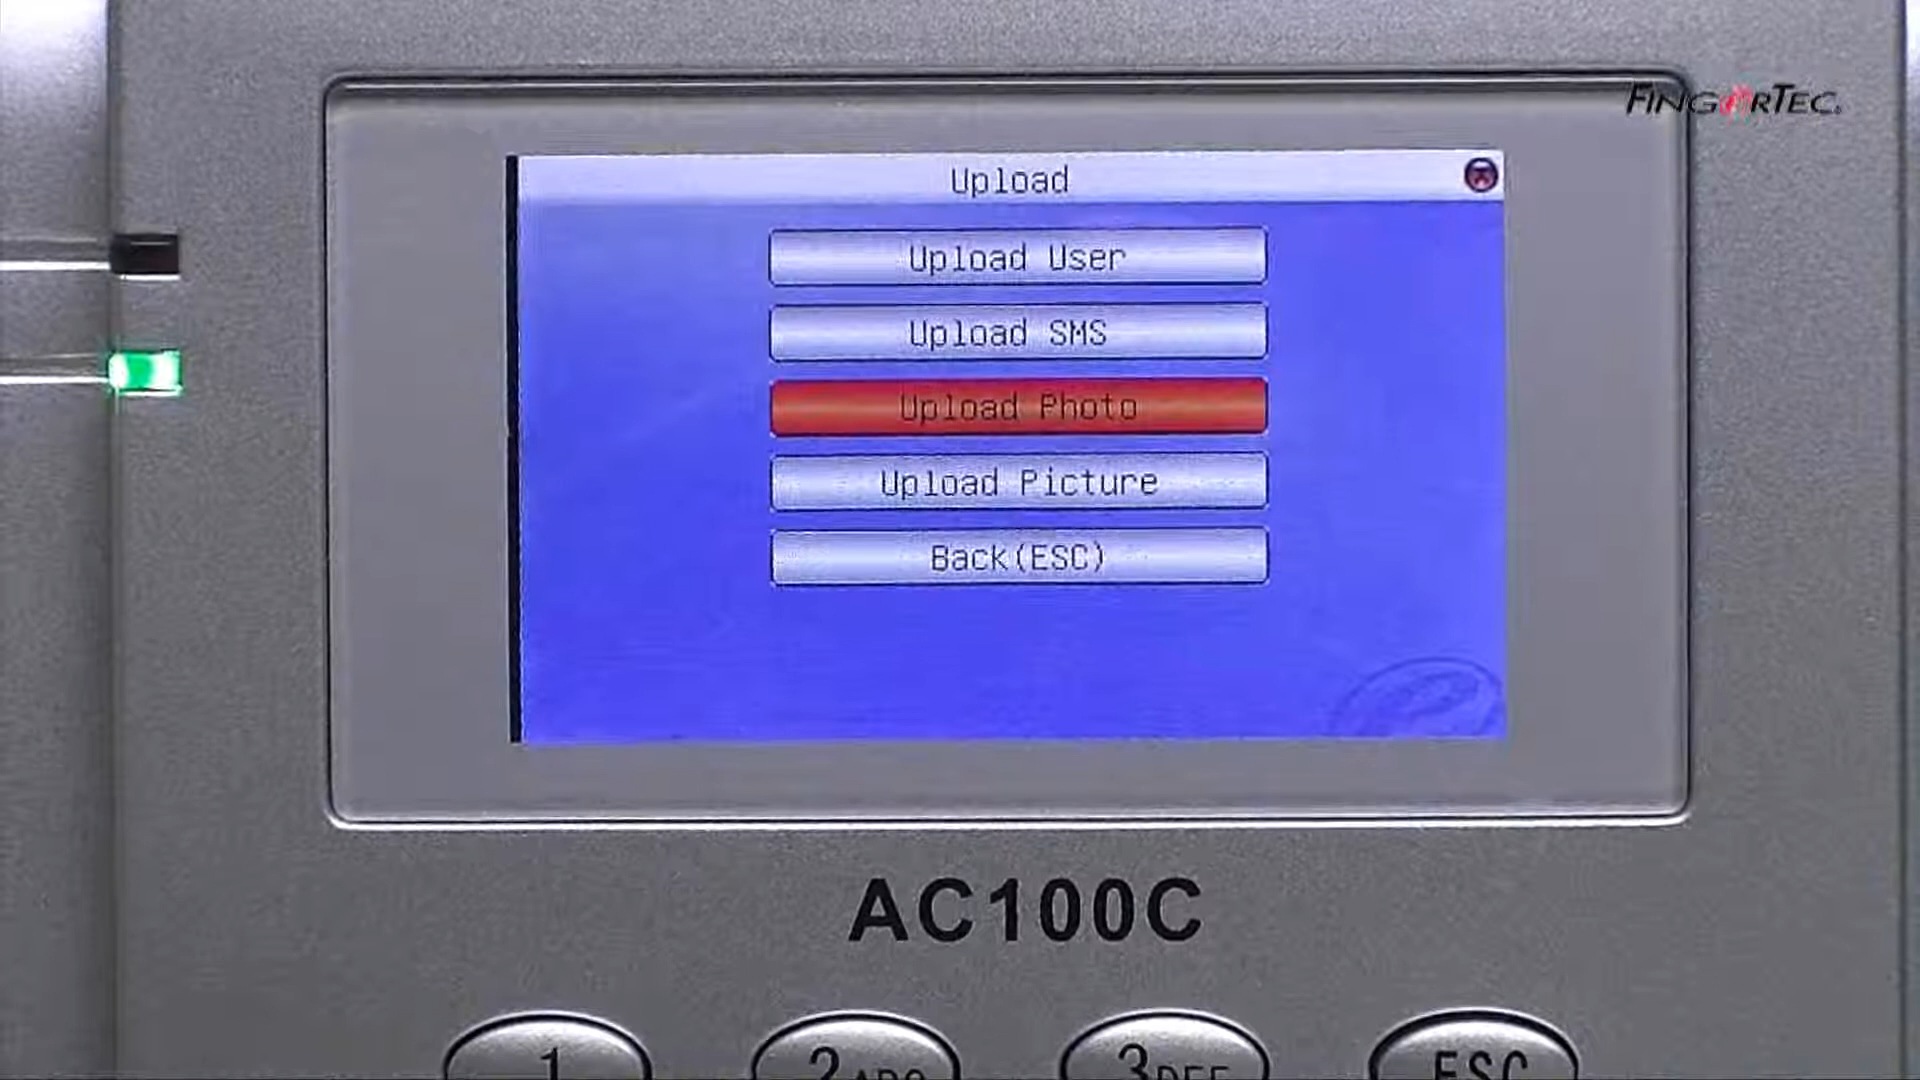 FINGERTEC
Upload
Upload User
Upload SMS
Upload Photo
Upload Picture
Back(ESC)
AC100C
1 2ABC 3DEF ESC